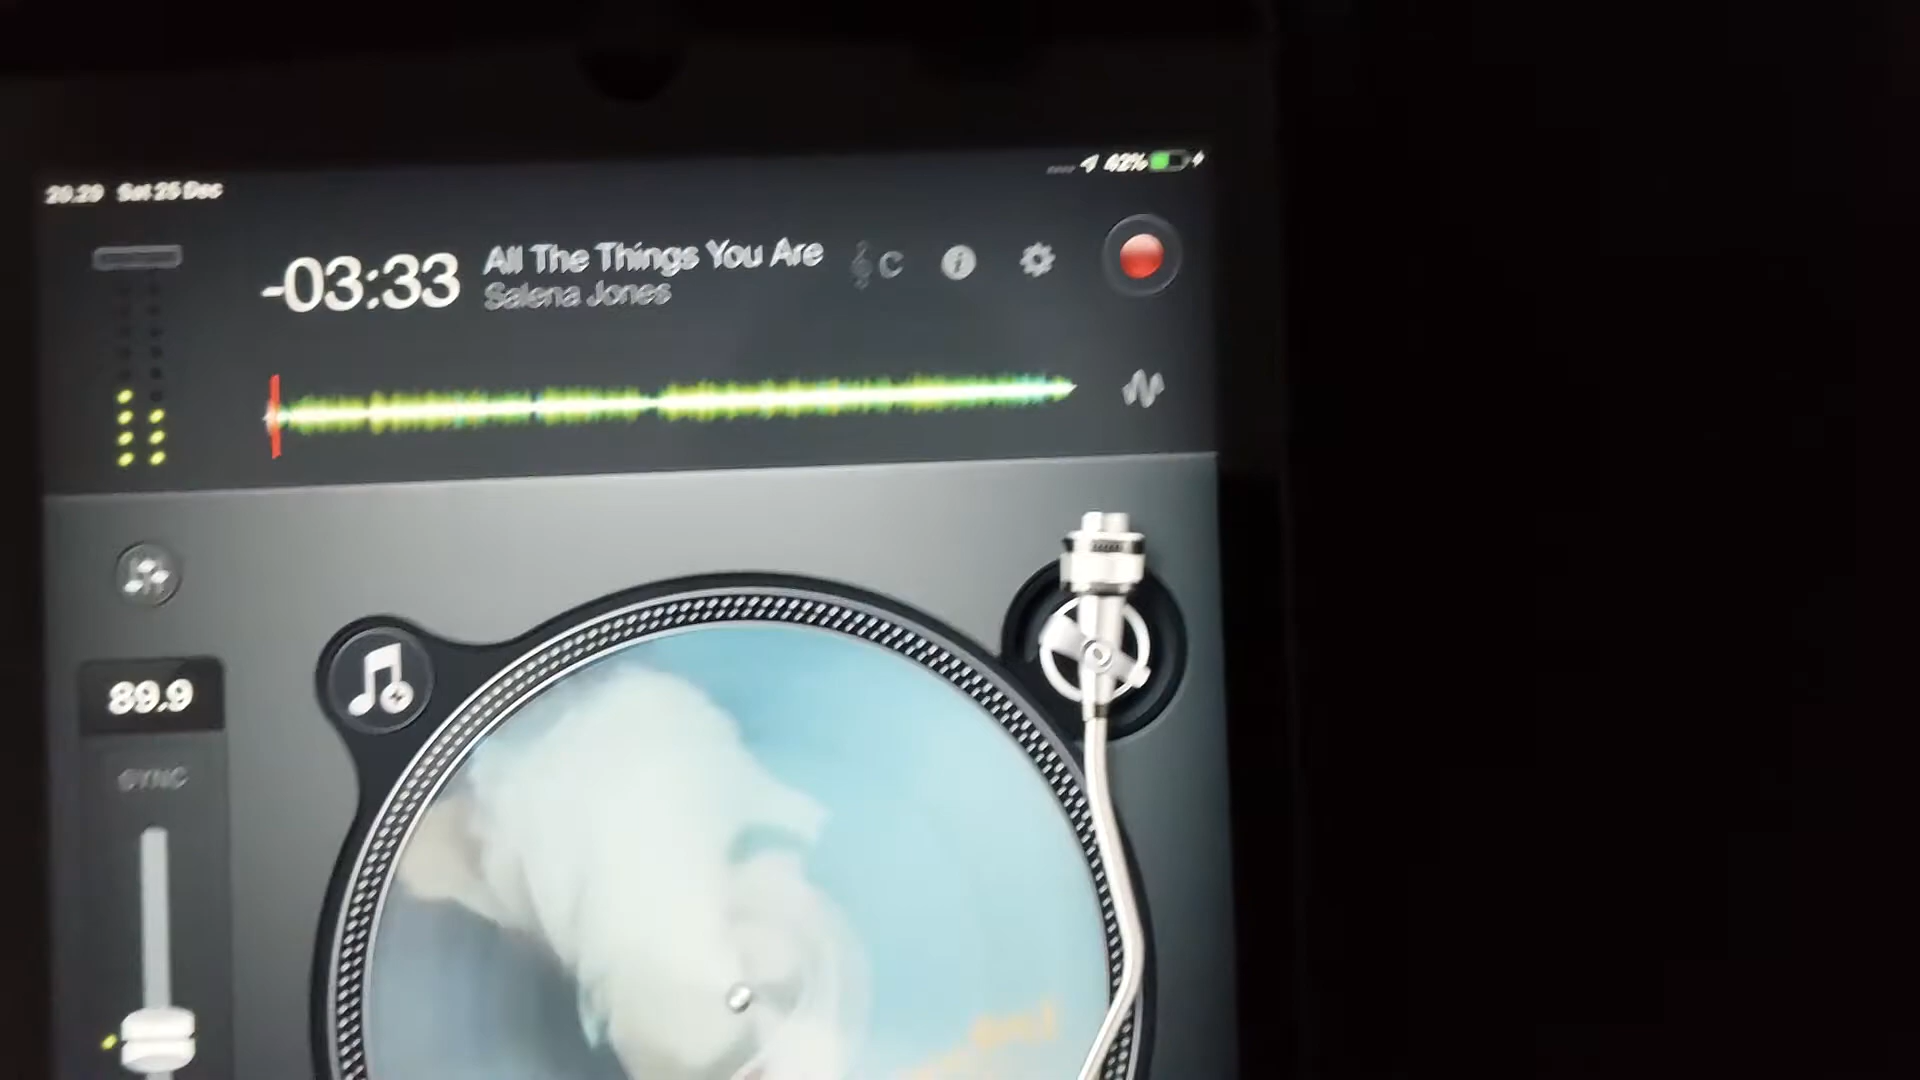 20.29 Sat 25 Dec
42%
-03:33
All The Things You Are
Salena Jones
C
i
89.9
SYNC